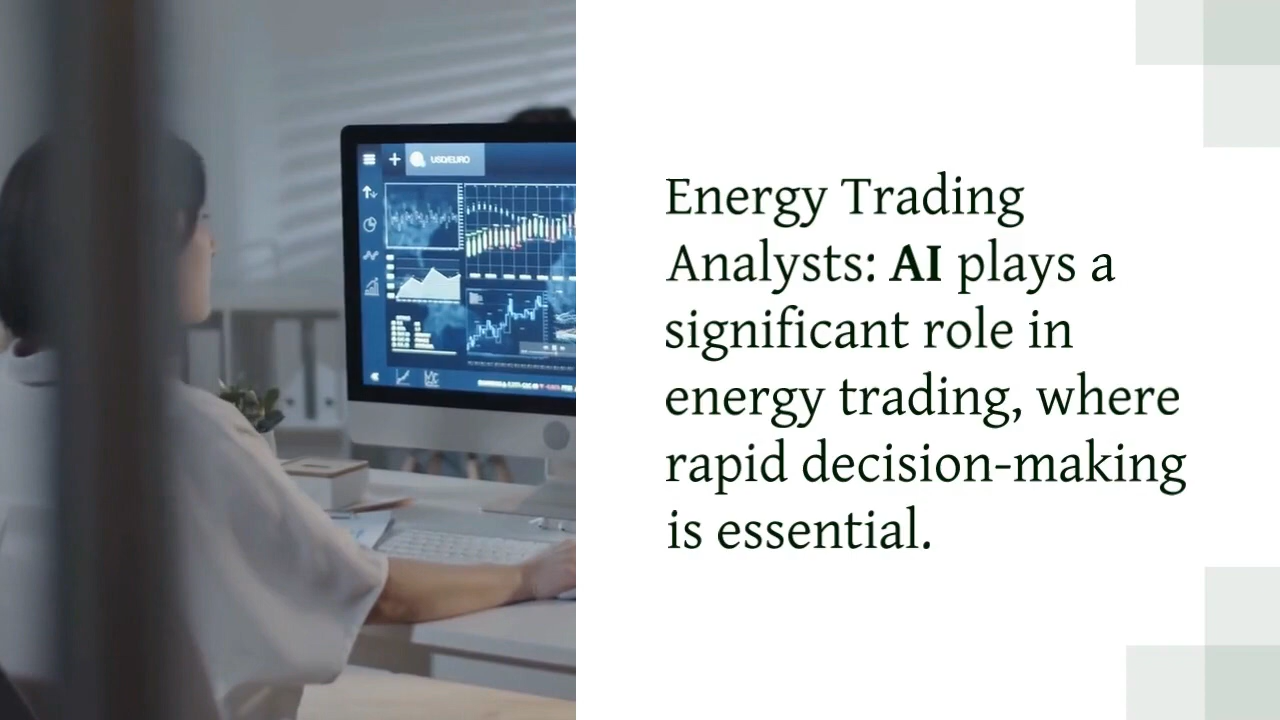 USD/EURO
Energy Trading
Analysts: AI plays a
significant role in
energy trading, where
rapid decision-making
is essential.